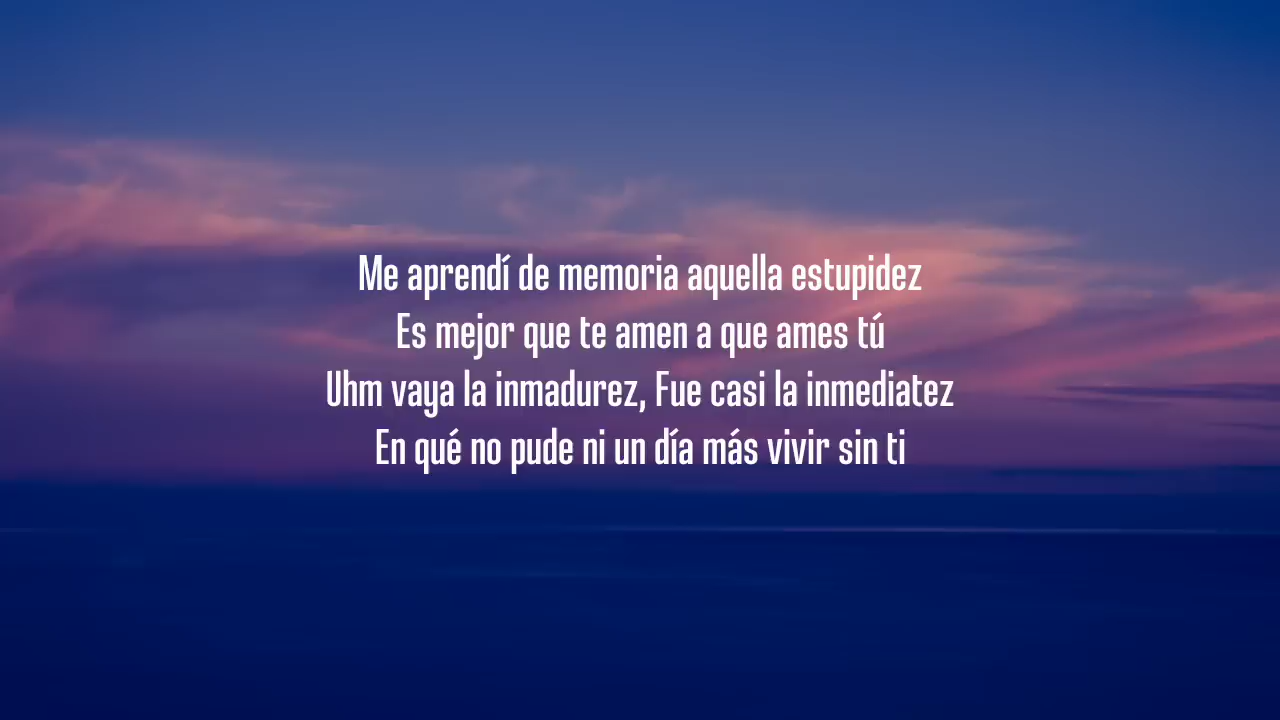 Me aprendí de memoria aquella estupidez
Es mejor que te amen a que ames tú
Uhm vaya la inmadurez, Fue casi la inmediatez
En qué no pude ni un día más vivir sin ti